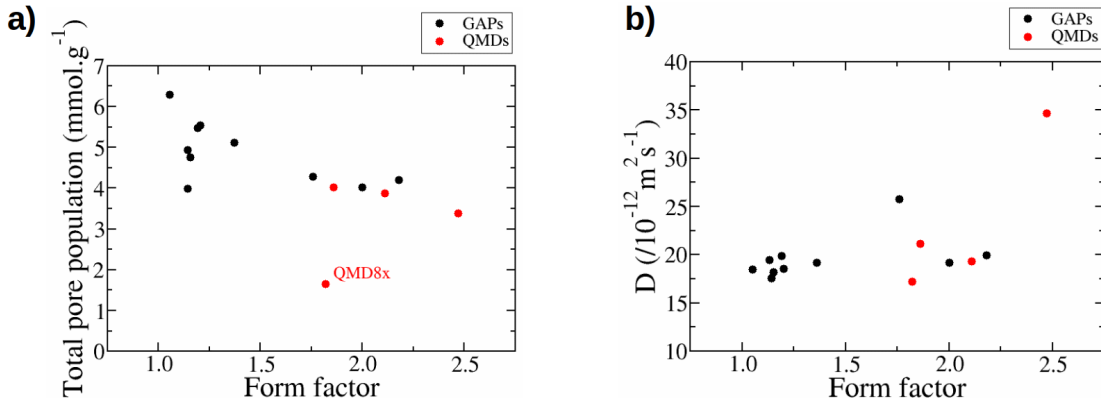 a)
GAPs
QMDs
Total pore population (mmol.g⁻¹)
7
6
5
4
3
2
1
0
QMD8x
1.0 1.5 2.0 2.5
Form factor
b)
GAPs
QMDs
D (/10⁻¹² m² s⁻¹)
40
35
30
25
20
15
10
1.0 1.5 2.0 2.5
Form factor